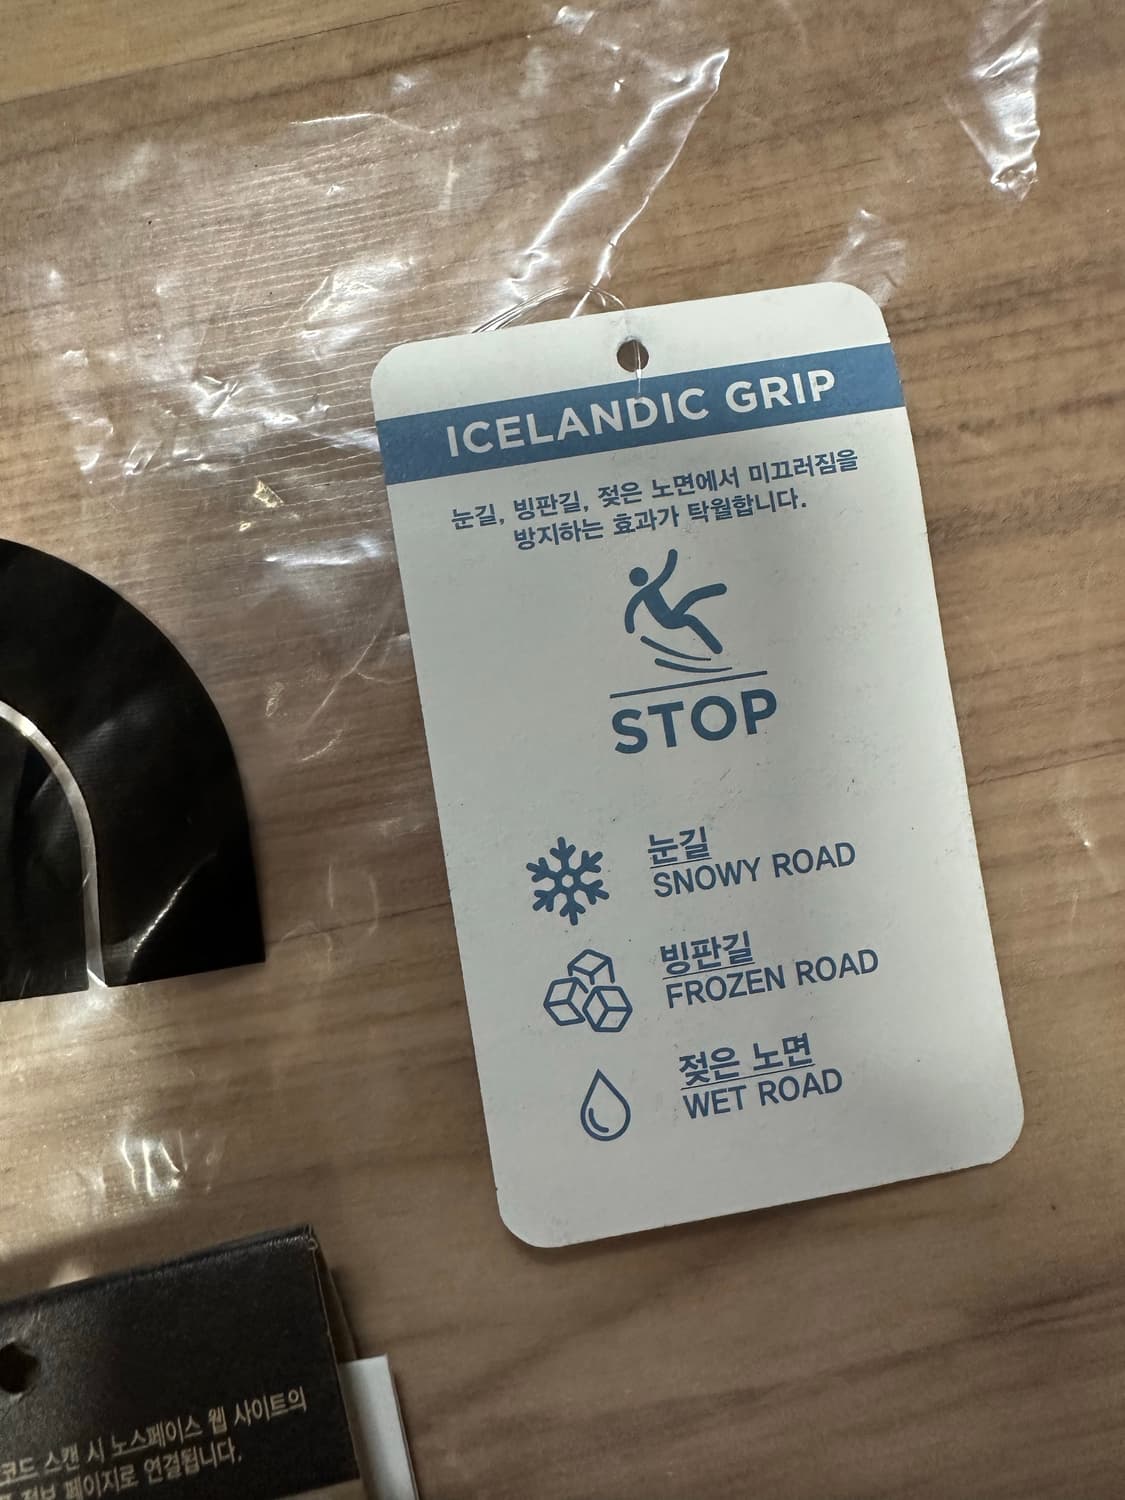 ICELANDIC GRIP
눈길, 빙판길, 젖은 노면에서 미끄러짐을
방지하는 효과가 탁월합니다.
STOP
눈길
SNOWY ROAD
빙판길
FROZEN ROAD
젖은 노면
WET ROAD
코드 스캔 시 노스페이스 웹 사이트의
정보 페이지로 연결됩니다.